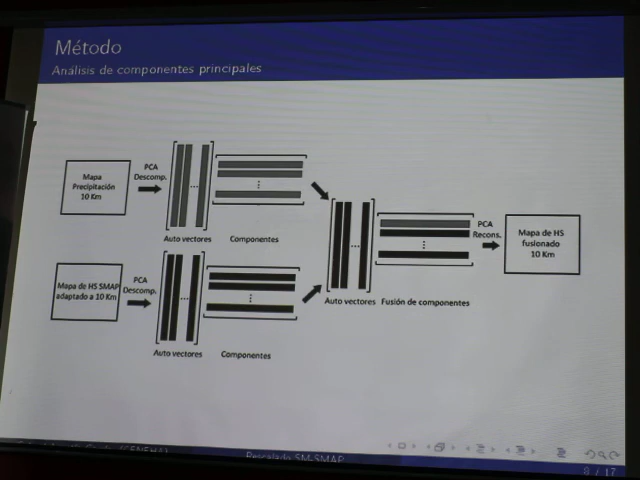 Método
Análisis de componentes principales
Mapa
Precipitación
10 Km
PCA
Descomp.
...
Auto vectores
Componentes
Mapa de HS SMAP
adaptado a 10 Km
PCA
Descomp.
...
Auto vectores
Componentes
...
Auto vectores
Fusión de componentes
PCA
Recons.
Mapa de HS
fusionado
10 Km
Rescalado SM-SMAP
8 / 17